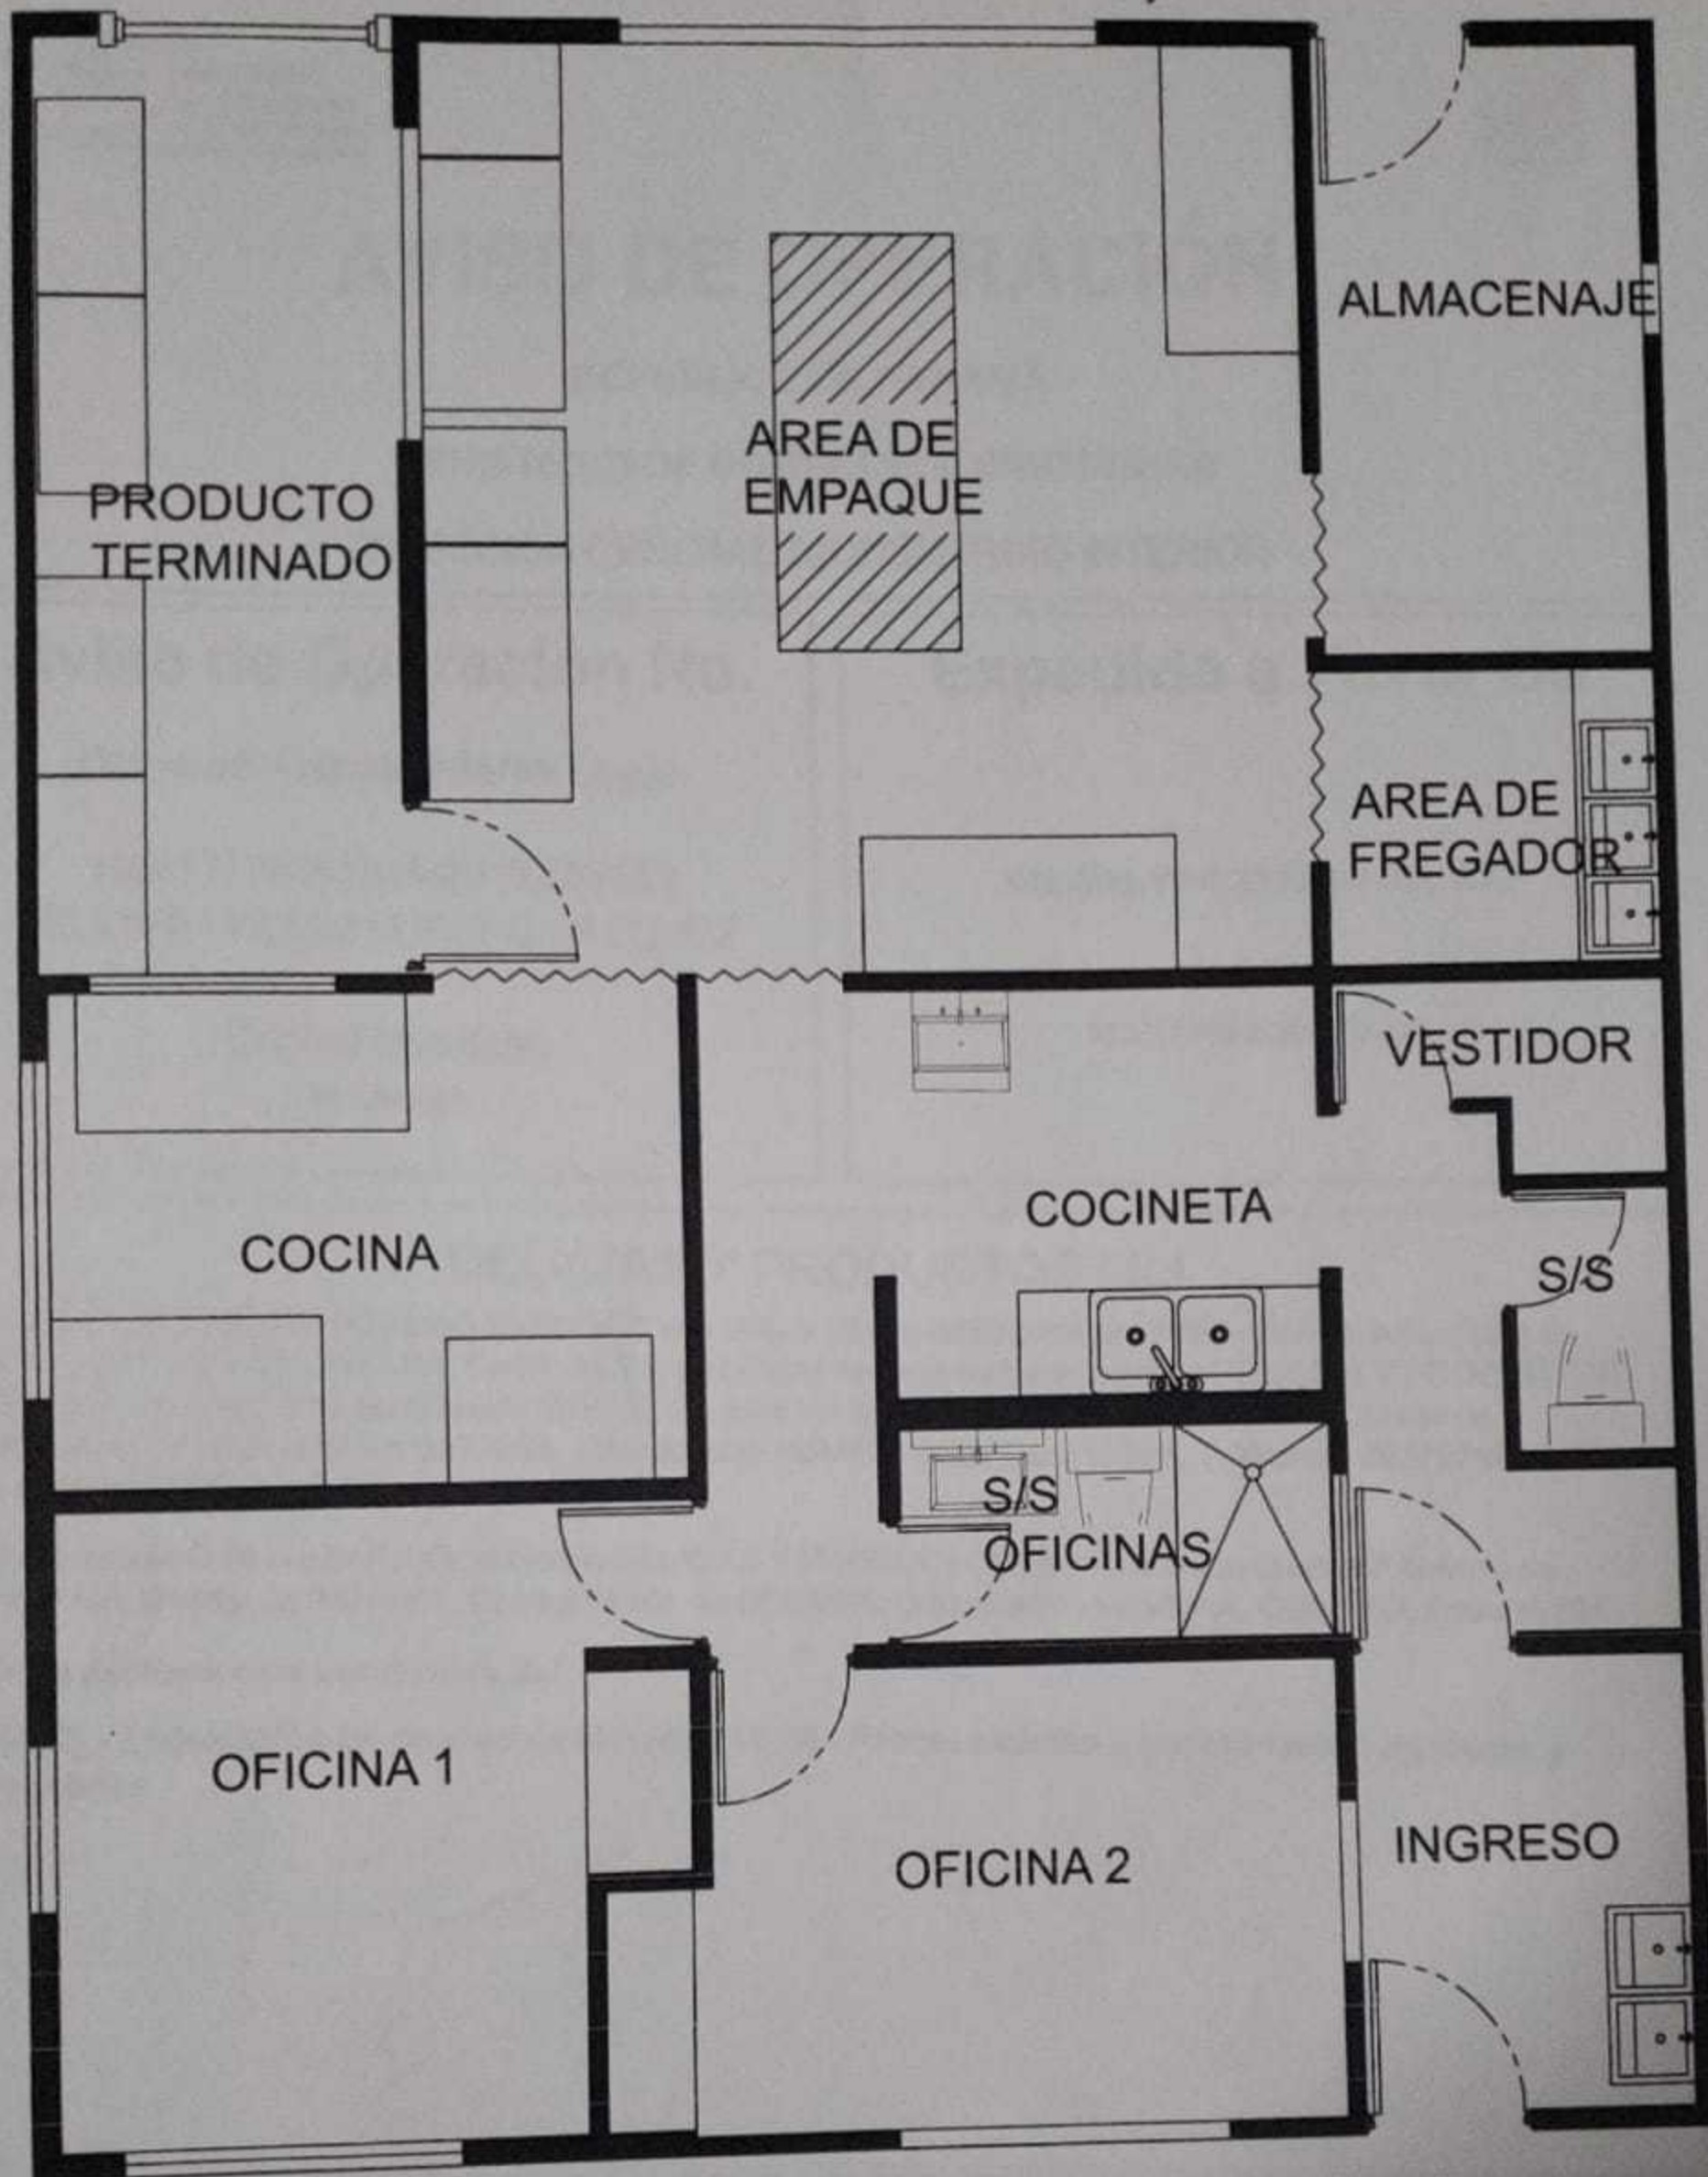 ALMACENAJE
AREA DE
EMPAQUE
PRODUCTO
TERMINADO
AREA DE
FREGADOR
VESTIDOR
COCINETA
COCINA
S/S
S/S
OFICINAS
OFICINA 1
OFICINA 2
INGRESO